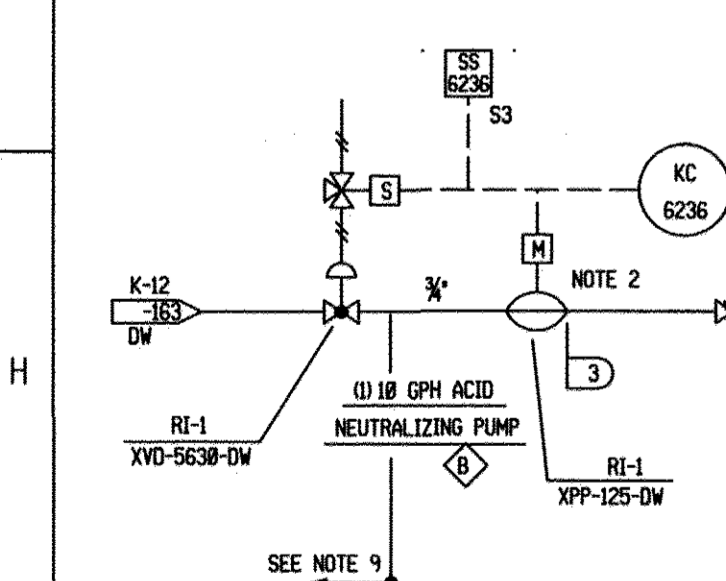 SS
6236
S3
S
KC
6236
M
NOTE 2
K-12
-163
DW
3/4"
H
3
(1) 10 GPH ACID
NEUTRALIZING PUMP
B
RI-1
XVD-5630-DW
RI-1
XPP-125-DW
SEE NOTE 9